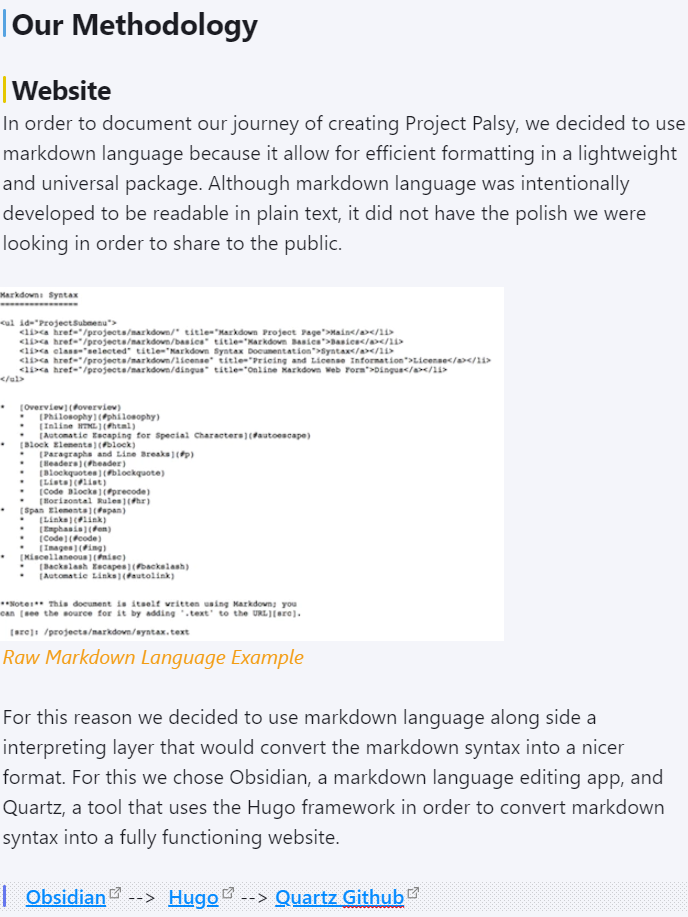 Our Methodology
Website
In order to document our journey of creating Project Palsy, we decided to use
markdown language because it allow for efficient formatting in a lightweight
and universal package. Although markdown language was intentionally
developed to be readable in plain text, it did not have the polish we were
looking in order to share to the public.
Markdown: Syntax
================
<ul id="ProjectSubmenu">
<li><a href="/projects/markdown/" title="Markdown Project Page">Main</a></li>
<li><a href="/projects/markdown/basics" title="Markdown Basics">Basics</a></li>
<li><a class="selected" title="Markdown Syntax Documentation">Syntax</a></li>
<li><a href="/projects/markdown/license" title="Pricing and License Information">License</a></li>
<li><a href="/projects/markdown/dingus" title="Online Markdown Web Form">Dingus</a></li>
</ul>
* [Overview](#overview)
* [Philosophy](#philosophy)
* [Inline HTML](#html)
* [Automatic Escaping for Special Characters](#autoescape)
* [Block Elements](#block)
* [Paragraphs and Line Breaks](#p)
* [Headers](#header)
* [Blockquotes](#blockquote)
* [Lists](#list)
* [Code Blocks](#precode)
* [Horizontal Rules](#hr)
* [Span Elements](#span)
* [Links](#link)
* [Emphasis](#em)
* [Code](#code)
* [Images](#img)
* [Miscellaneous](#misc)
* [Backslash Escapes](#backslash)
* [Automatic Links](#autolink)
**Note:** This document is itself written using Markdown; you
can [see the source for it by adding '.text' to the URL][src].
[src]: /projects/markdown/syntax.text
Raw Markdown Language Example
For this reason we decided to use markdown language along side a
interpreting layer that would convert the markdown syntax into a nicer
format. For this we chose Obsidian, a markdown language editing app, and
Quartz, a tool that uses the Hugo framework in order to convert markdown
syntax into a fully functioning website.
Obsidian --> Hugo --> Quartz Github